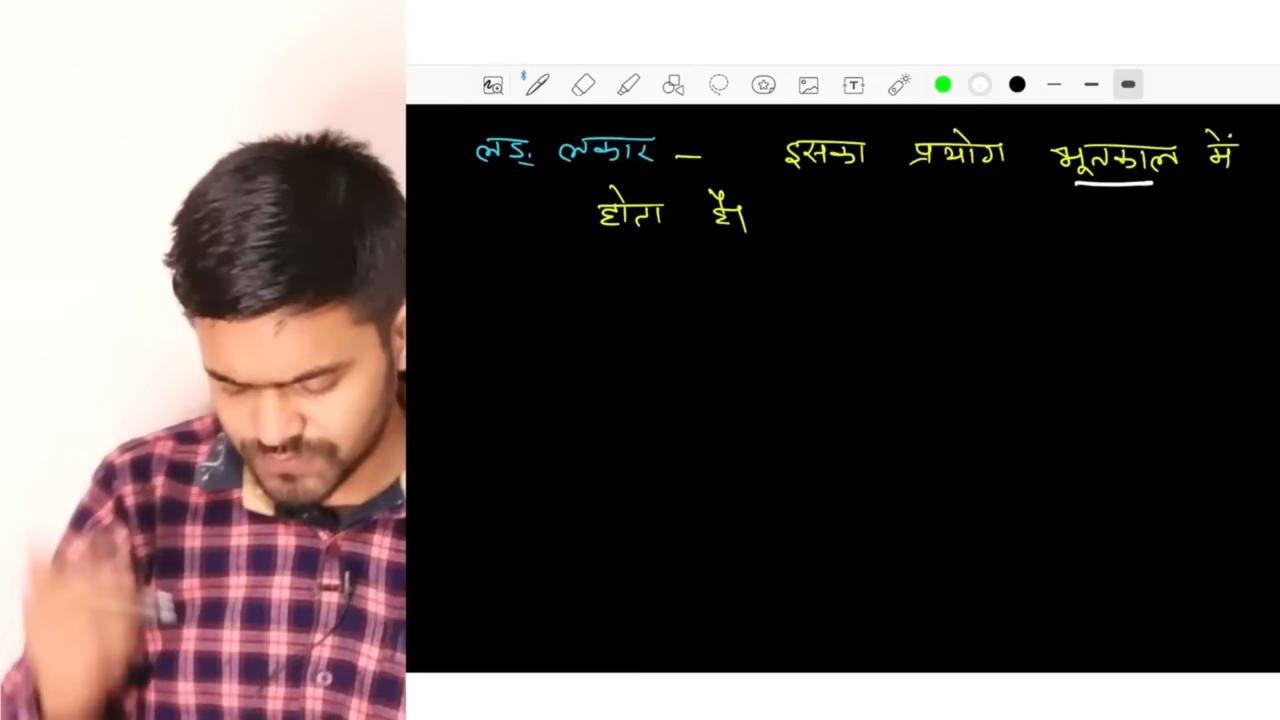 लङ् लकार – इसका प्रयोग भूतकाल में
होता है।